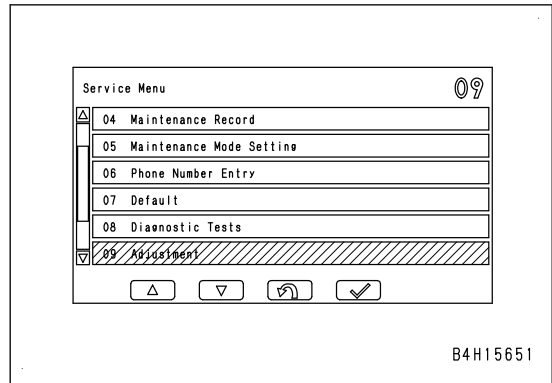 Service Menu 09
04 Maintenance Record
05 Maintenance Mode Setting
06 Phone Number Entry
07 Default
08 Diagnostic Tests
09 Adjustment
B4H15651